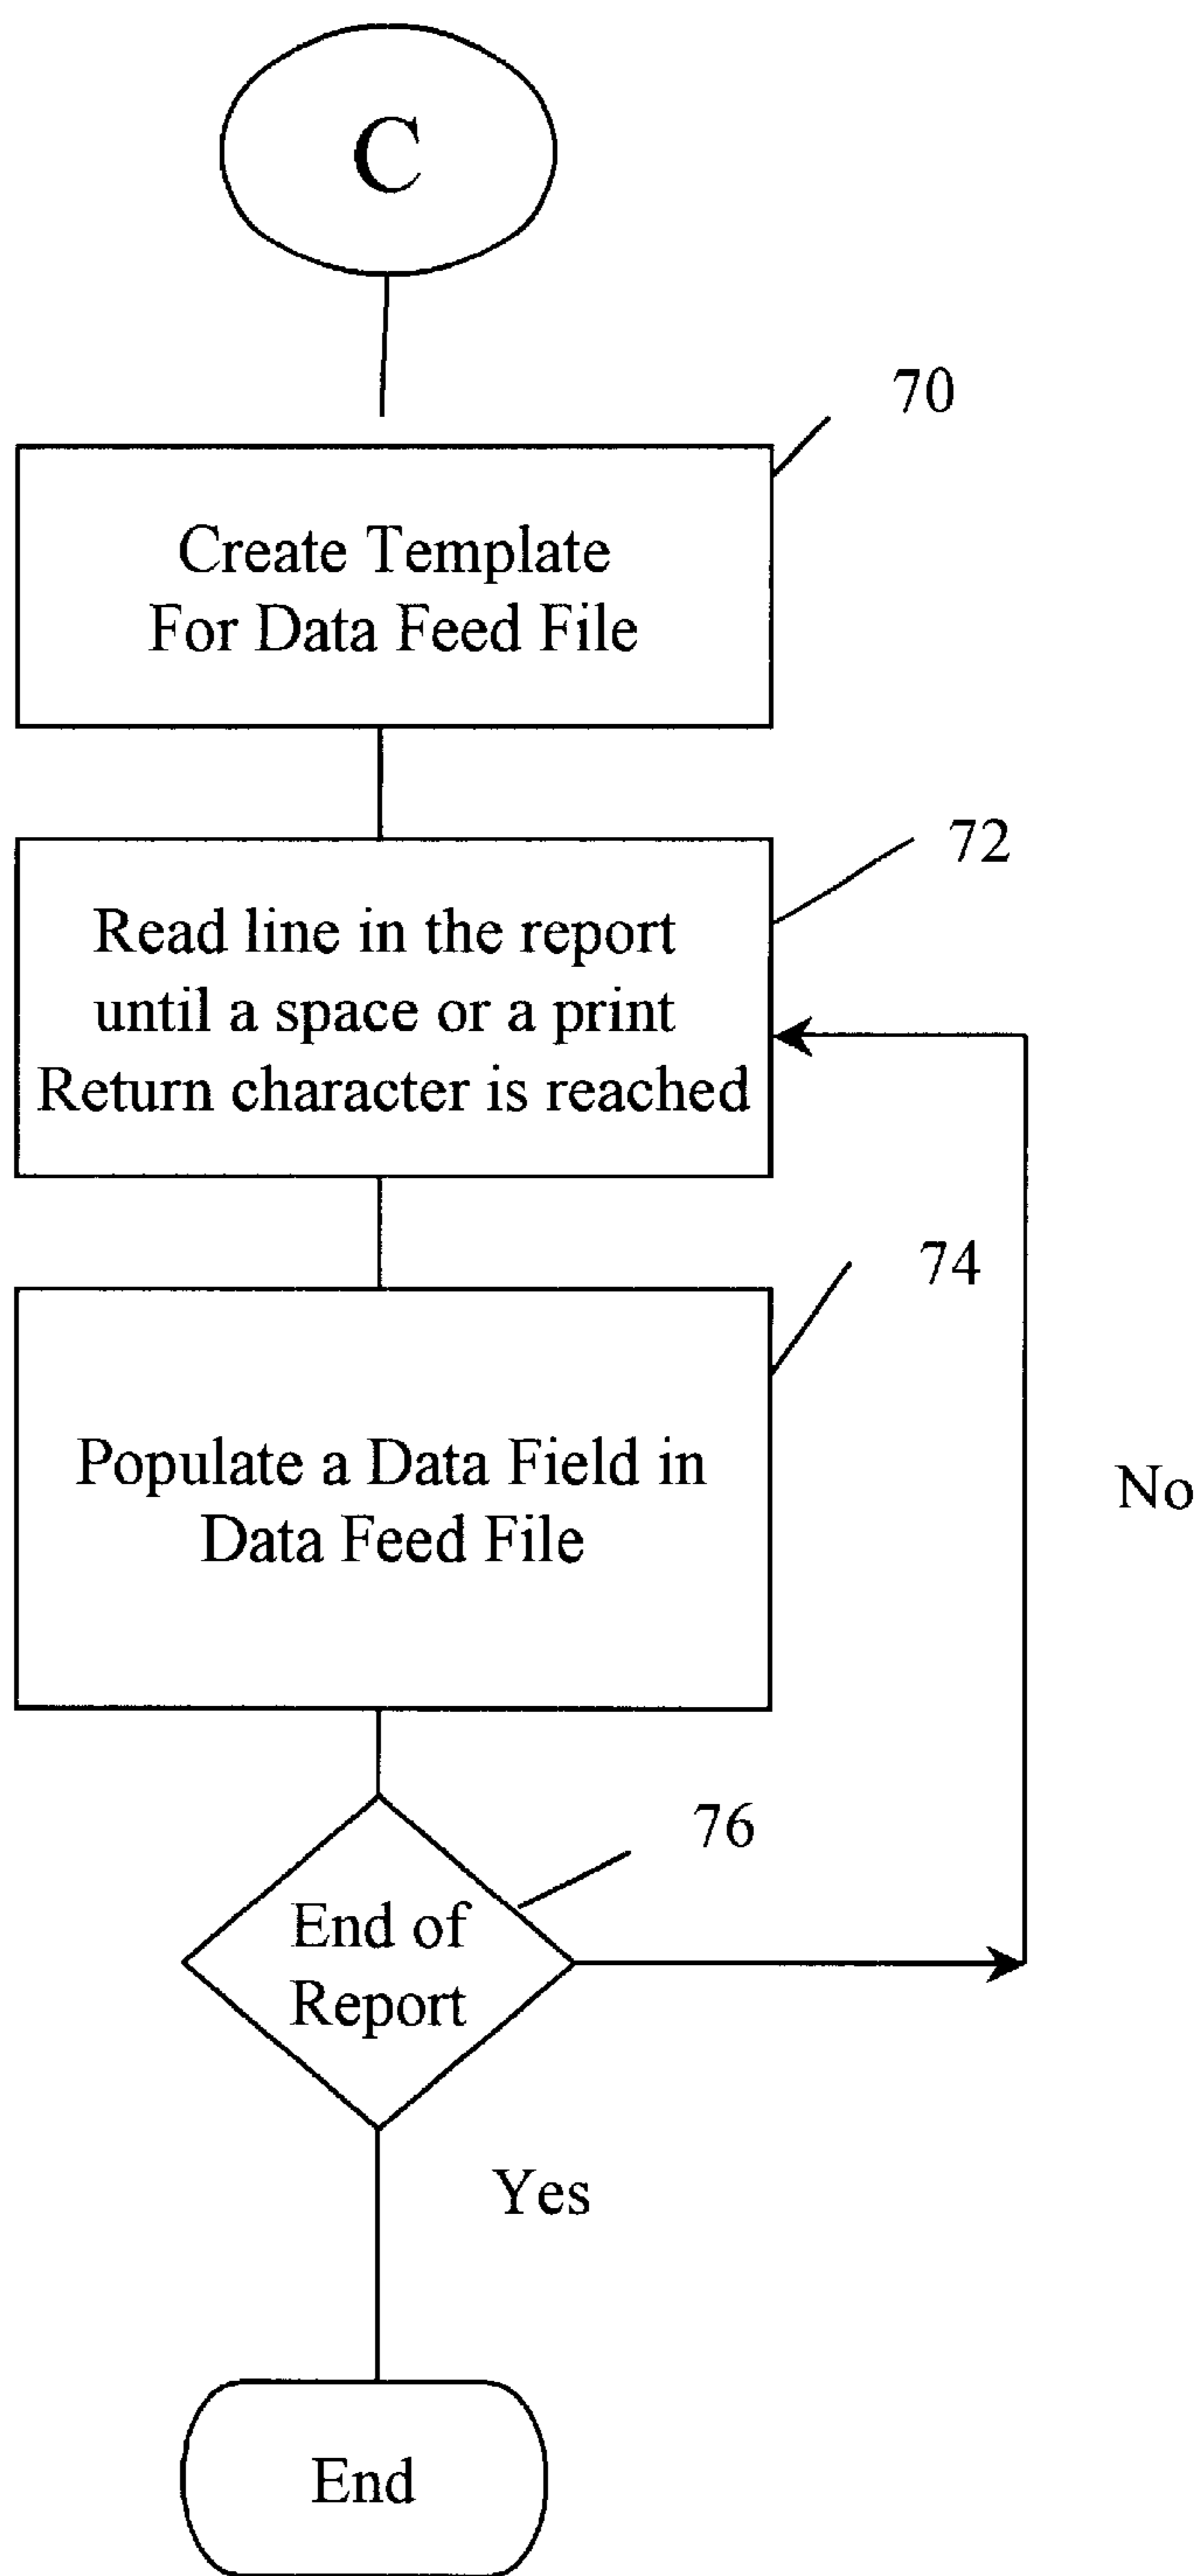 C
70
Create Template
For Data Feed File
72
Read line in the report
until a space or a print
Return character is reached
74
Populate a Data Field in
Data Feed File
No
76
End of
Report
Yes
End